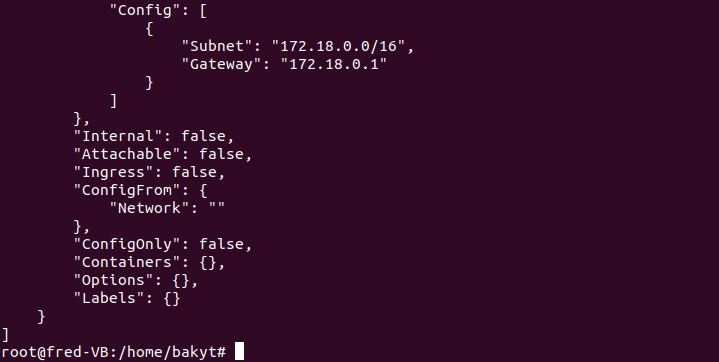 "Config": [
{
"Subnet": "172.18.0.0/16",
"Gateway": "172.18.0.1"
}
]
},
"Internal": false,
"Attachable": false,
"Ingress": false,
"ConfigFrom": {
"Network": ""
},
"ConfigOnly": false,
"Containers": {},
"Options": {},
"Labels": {}
}
]
root@fred-VB:/home/bakyt#